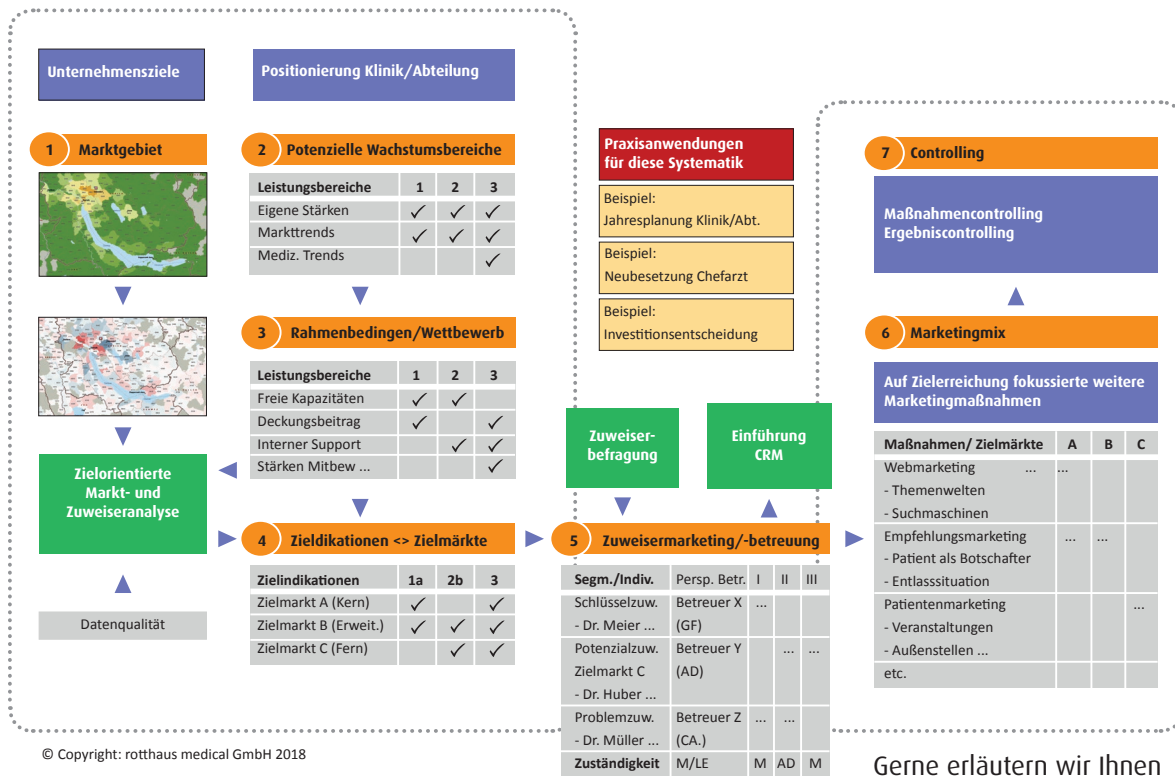 Unternehmensziele
Positionierung Klinik/Abteilung
1 Marktgebiet
2 Potenzielle Wachstumsbereiche
Leistungsbereiche 1 2 3
Eigene Stärken ✓ ✓ ✓
Markttrends ✓ ✓ ✓
Mediz. Trends ✓
3 Rahmenbedingen/Wettbewerb
Leistungsbereiche 1 2 3
Freie Kapazitäten ✓ ✓
Deckungsbeitrag ✓ ✓
Interner Support ✓ ✓
Stärken Mitbew ... ✓
Zielorientierte
Markt- und
Zuweiseranalyse
Datenqualität
4 Zieldikationen <> Zielmärkte
Zielindikationen 1a 2b 3
Zielmarkt A (Kern) ✓ ✓
Zielmarkt B (Erweit.) ✓ ✓ ✓
Zielmarkt C (Fern) ✓ ✓
Praxisanwendungen
für diese Systematik
Beispiel:
Jahresplanung Klinik/Abt.
Beispiel:
Neubesetzung Chefarzt
Beispiel:
Investitionsentscheidung
Zuweiser-
befragung
Einführung
CRM
5 Zuweisermarketing/-betreuung
Segm./Indiv. Persp. Betr. I II III
Schlüsselzuw. Betreuer X ...
- Dr. Meier ... (GF)
Potenzialzuw. Betreuer Y ... ...
Zielmarkt C (AD)
- Dr. Huber ...
Problemzuw. Betreuer Z ... ...
- Dr. Müller ... (CA.)
Zuständigkeit M/LE M AD M
7 Controlling
Maßnahmencontrolling
Ergebniscontrolling
6 Marketingmix
Auf Zielerreichung fokussierte weitere
Marketingmaßnahmen
Maßnahmen/ Zielmärkte A B C
Webmarketing ... ...
- Themenwelten
- Suchmaschinen
Empfehlungsmarketing ... ...
- Patient als Botschafter
- Entlasssituation
Patientenmarketing ...
- Veranstaltungen
- Außenstellen ...
etc.
© Copyright: rotthaus medical GmbH 2018
Gerne erläutern wir Ihnen